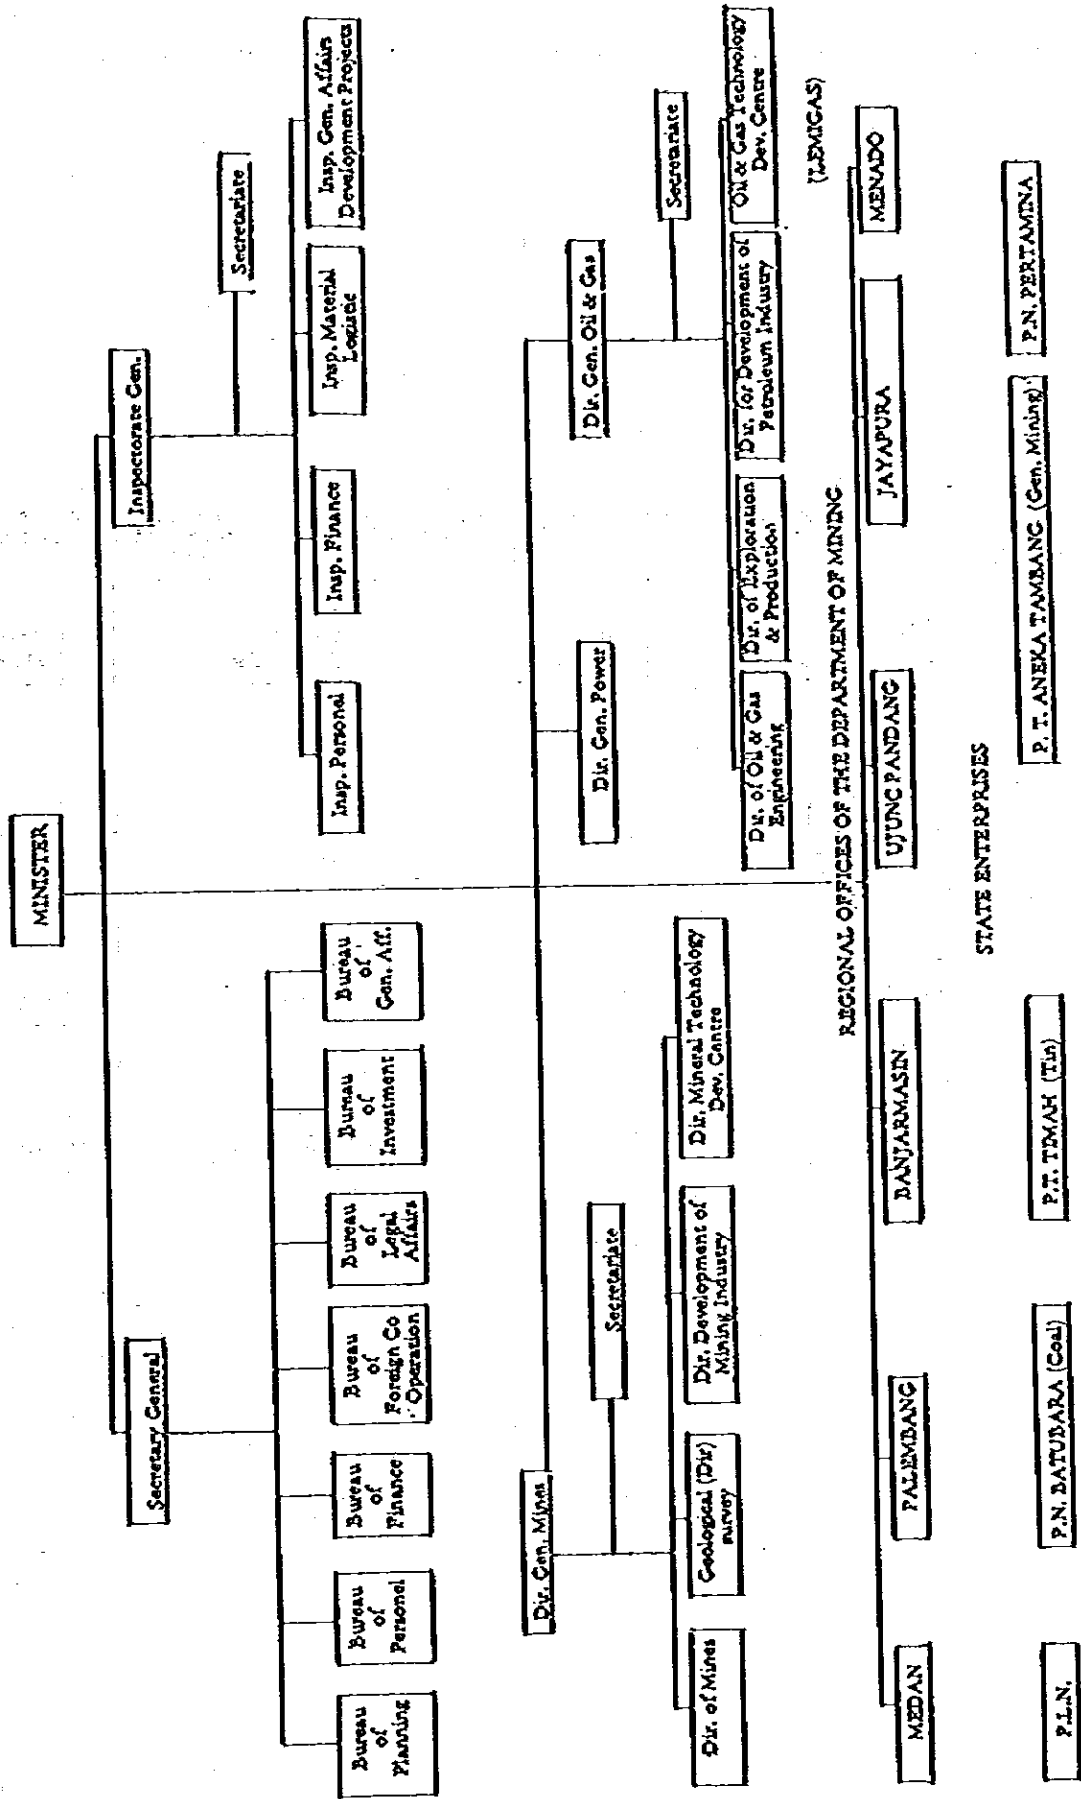 MINISTER
Secretary General
Inspectorate Gen.
Secretariate
Bureau
of
Planning
Bureau
of
Personel
Bureau
of
Finance
Bureau
of
Foreign Co
Operation
Bureau
of
Legal
Affairs
Bureau
of
Investment
Bureau
of
Gen. Aff.
Insp. Personal
Insp. Finance
Insp. Material
Logistic
Insp. Gen. Affairs
Development Projects
Dir. Gen. Mines
Dir. Gen. Power
Dir. Gen. Oil & Gas
Secretariate
Secretariate
Dir. of Mines
Geological (Dir)
survey
Dir. Development of
Mining Industry
Dir. Mineral Technology
Dev. Centre
Dir. of Oil & Gas
Engineering
Dir. of Exploration
& Production
Dir. for Development of
Petroleum Industry
Oil & Gas Technology
Dev. Centre
(LEMIGAS)
REGIONAL OFFICES OF THE DEPARTMENT OF MINING
MEDAN
PALEMBANG
BANJARMASIN
UJUNG PANDANG
JAYAPURA
MENADO
STATE ENTERPRISES
P.L.N.
P.N. BATUBARA (Coal)
P.T. TIMAH (Tin)
P. T. ANEKA TAMBANG (Gen. Mining)
P.N. PERTAMINA